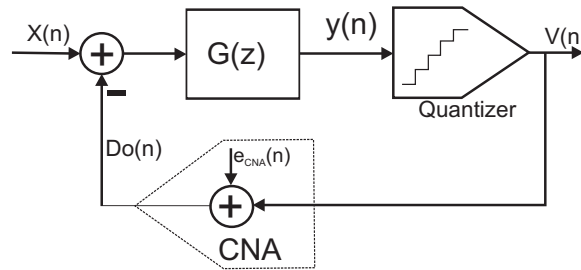 X(n)
+
G(z)
y(n)
V(n
Quantizer
Do(n)
e_CNA(n)
+
CNA